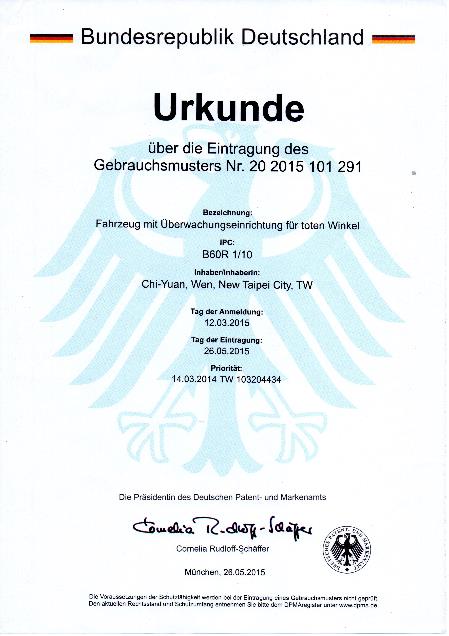 Bundesrepublik Deutschland
Urkunde
über die Eintragung des
Gebrauchsmusters Nr. 20 2015 101 291
Bezeichnung:
Fahrzeug mit Überwachungseinrichtung für toten Winkel
IPC:
B60R 1/10
Inhaber/Inhaberin:
Chi-Yuan, Wen, New Taipei City, TW
Tag der Anmeldung:
12.03.2015
Tag der Eintragung:
26.05.2015
Priorität:
14.03.2014 TW 103204434
Die Präsidentin des Deutschen Patent- und Markenamts
Cornelia Rudloff-Schäffer
Cornelia Rudloff-Schäffer
München, 26.05.2015
Die Voraussetzungen der Schutzfähigkeit werden bei der Eintragung eines Gebrauchsmusters nicht geprüft.
Den aktuellen Rechtsstand und Schutzumfang entnehmen Sie bitte dem DPMAregister unter www.dpma.de.